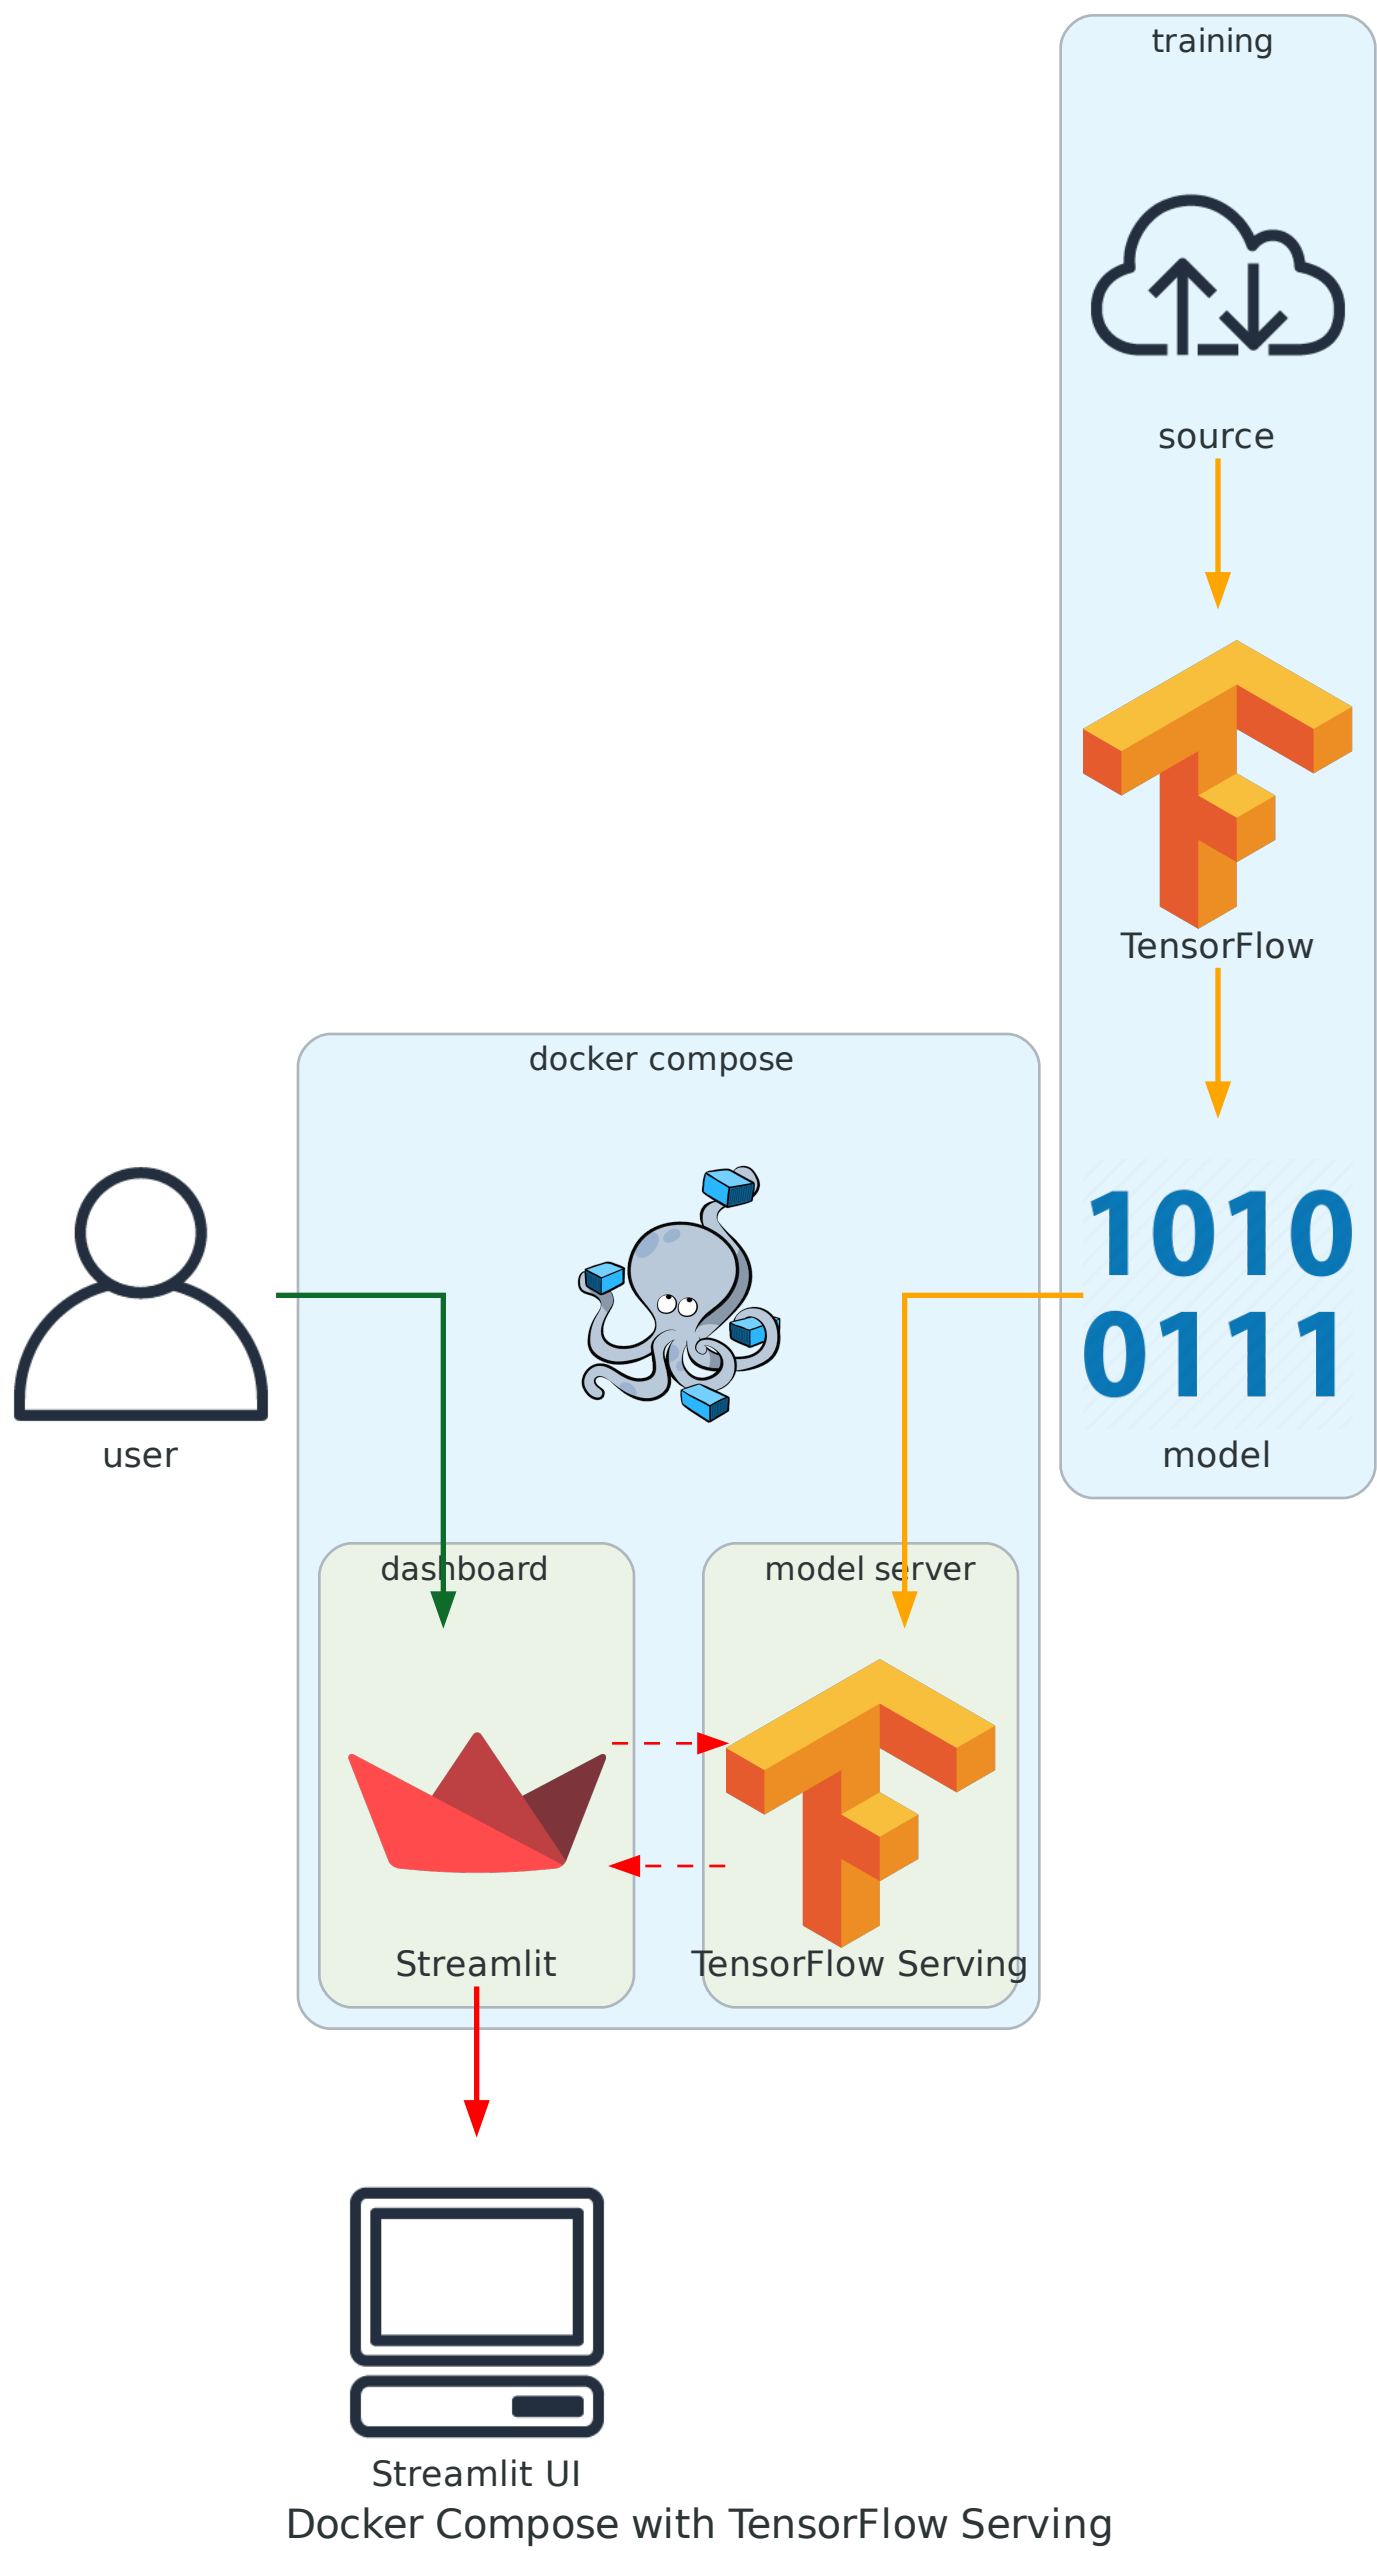 training
source
TensorFlow
docker compose
1010
0111
user
model
dashboard
model server
Streamlit
TensorFlow Serving
Streamlit UI
Docker Compose with TensorFlow Serving